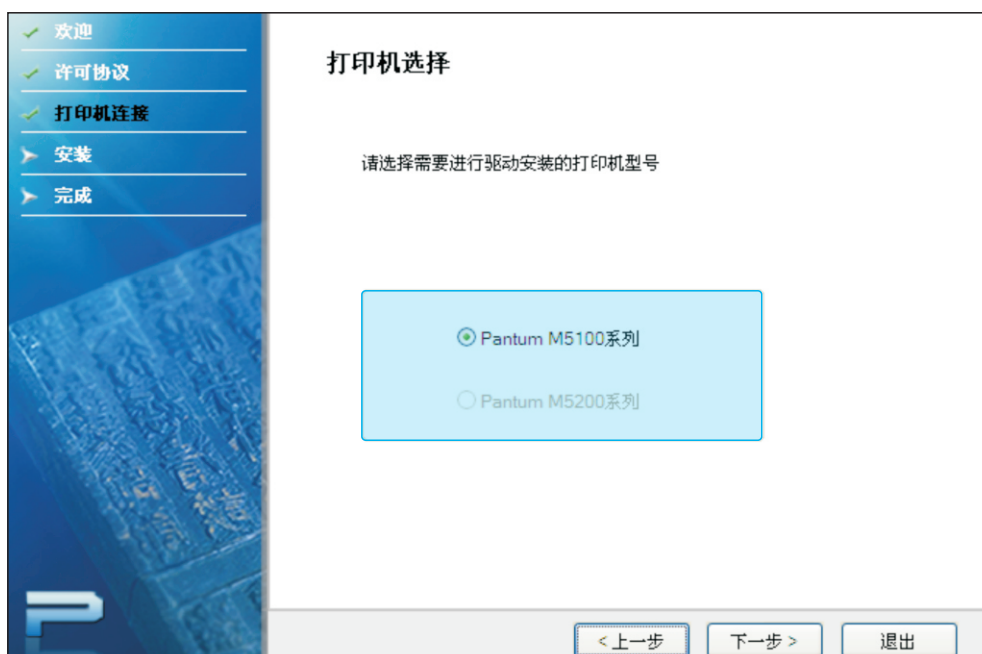 欢迎
许可协议
打印机连接
安装
完成
打印机选择
请选择需要进行驱动安装的打印机型号
Pantum M5100系列
Pantum M5200系列
<上一步
下一步>
退出